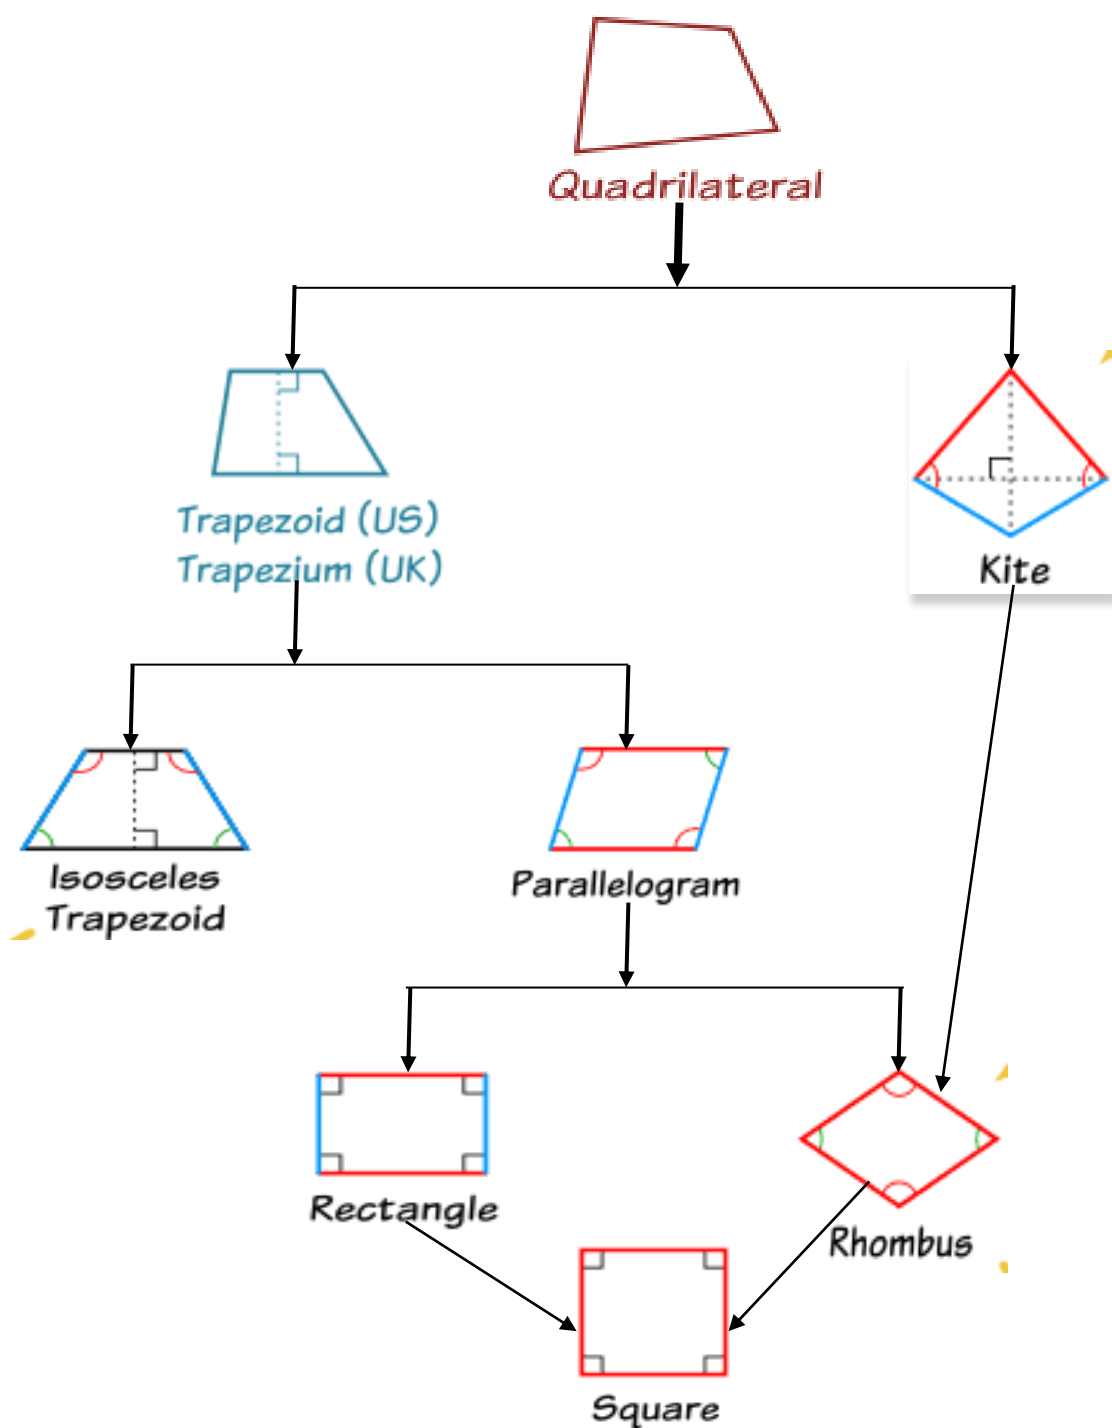 Quadrilateral
Trapezoid (US)
Trapezium (UK)
Kite
Isosceles
Trapezoid
Parallelogram
Rectangle
Rhombus
Square